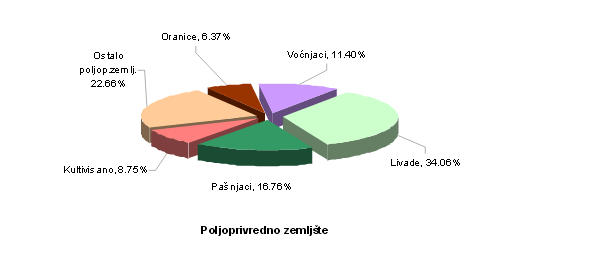 Oranice, 6.37%
Voćnjaci, 11.40%
Ostalo
poljop.zemlj.
22.66%
Livade, 34.06%
Kultivisano, 8.75%
Pašnjaci, 16.76%
Poljoprivredno zemljšte